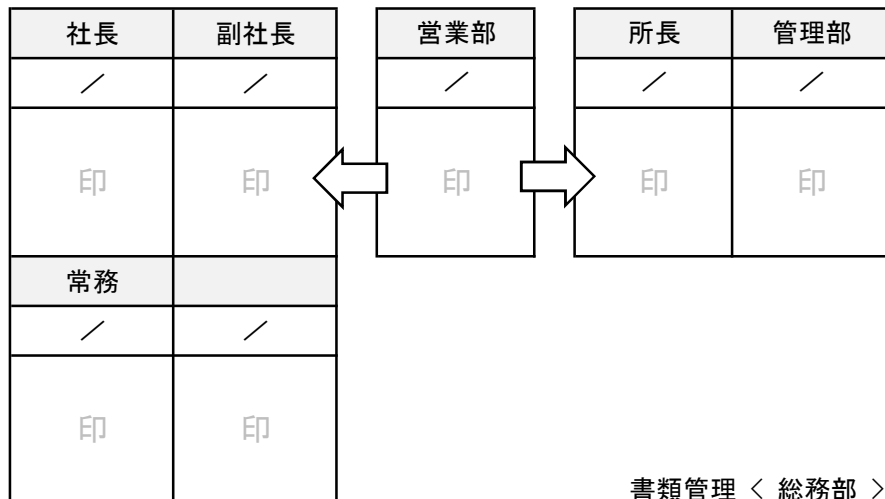 社長 副社長 営業部 所長 管理部
／ ／ ／ ／ ／
印 印 印 印 印
常務
／ ／
印 印
書類管理 ＜ 総務部 ＞